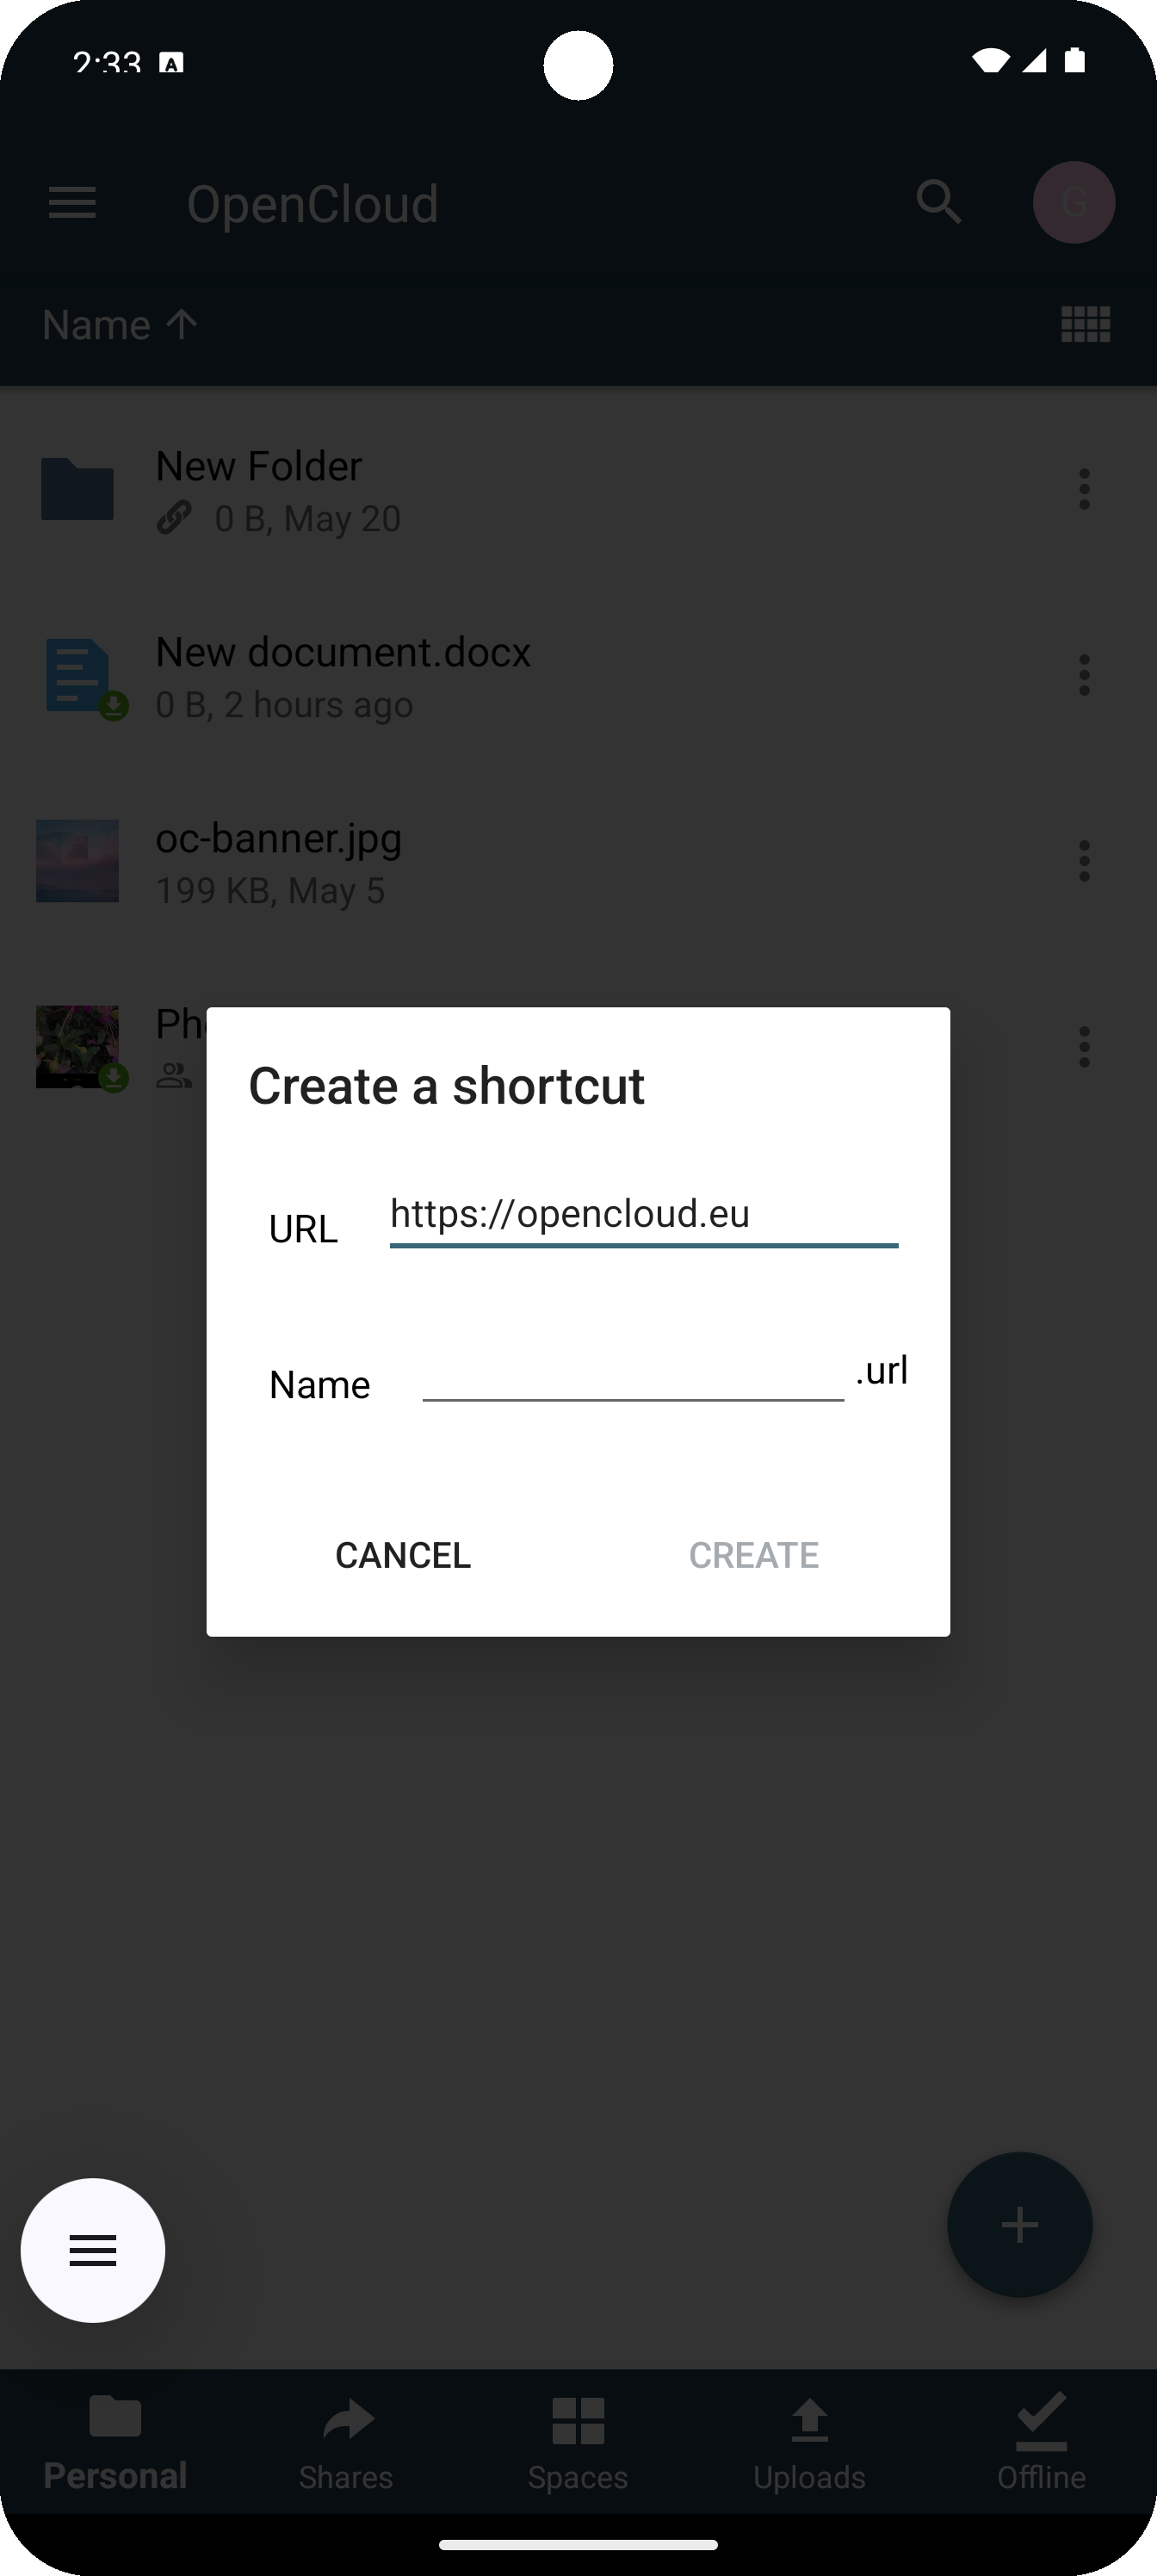 2:33 A
OpenCloud
G
Name
New Folder
0 B, May 20
New document.docx
0 B, 2 hours ago
oc-banner.jpg
199 KB, May 5
Create a shortcut
URL
https://opencloud.eu
Name
.url
CANCEL
CREATE
Personal
Shares
Spaces
Uploads
Offline